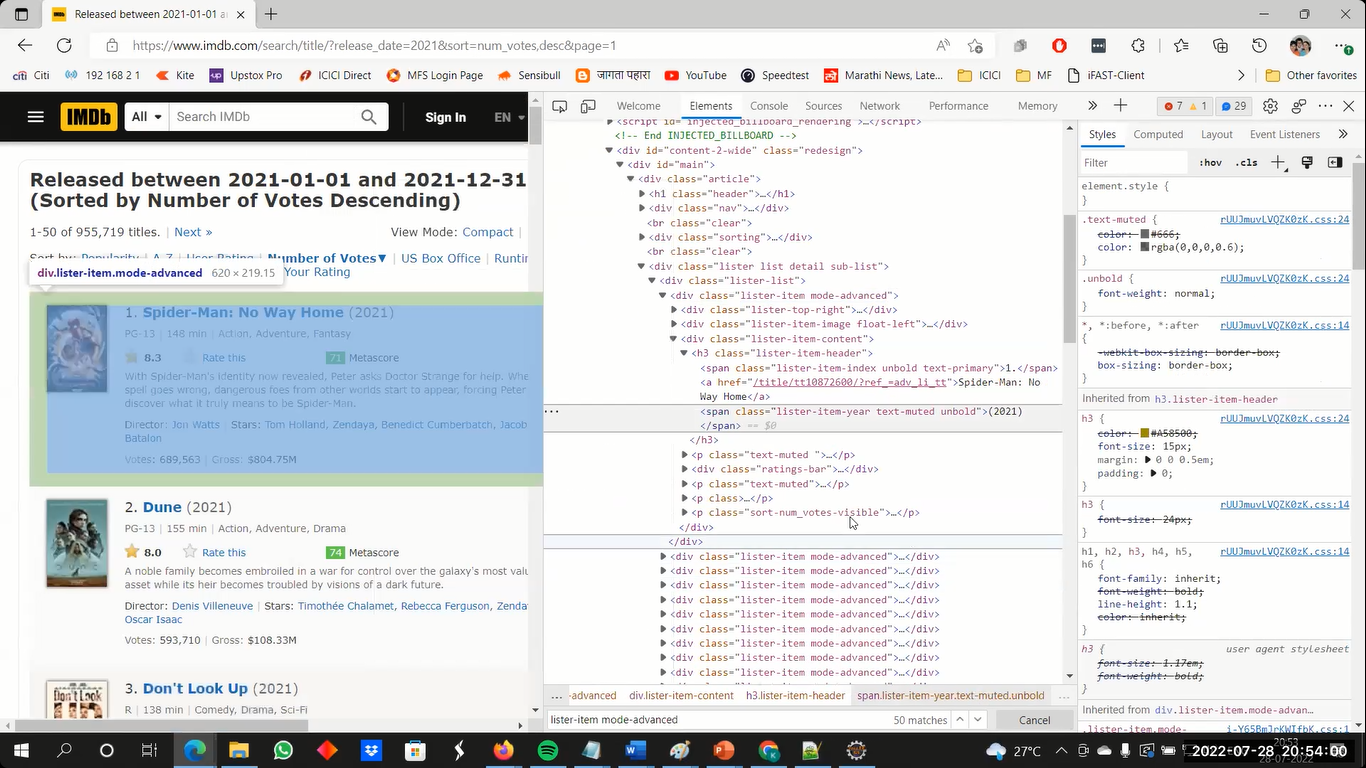 Released between 2021-01-01 and
https://www.imdb.com/search/title/?release_date=2021&sort=num_votes,desc&page=1
Citi 192 168 2 1 Kite Upstox Pro ICICI Direct MFS Login Page Sensibull जागता पहारा YouTube Speedtest Marathi News, Late... ICICI MF iFAST-Client Other favorites
IMDb All Search IMDb Sign In EN
Released between 2021-01-01 and 2021-12-31
(Sorted by Number of Votes Descending)
1-50 of 955,719 titles. | Next »
View Mode: Compact |
Number of Votes▼ | US Box Office | Runtin
Your Rating
div.lister-item.mode-advanced 620 × 219.15
1. Spider-Man: No Way Home (2021)
PG-13 | 148 min | Action, Adventure, Fantasy
8.3 Rate this 71 Metascore
With Spider-Man's identity now revealed, Peter asks Doctor Strange for help. Whe
spell goes wrong, dangerous foes from other worlds start to appear, forcing Peter
discover what it truly means to be Spider-Man.
Director: Jon Watts | Stars: Tom Holland, Zendaya, Benedict Cumberbatch, Jacob
Batalon
Votes: 689,563 | Gross: $804.75M
2. Dune (2021)
PG-13 | 155 min | Action, Adventure, Drama
8.0 Rate this 74 Metascore
A noble family becomes embroiled in a war for control over the galaxy's most valu
asset while its heir becomes troubled by visions of a dark future.
Director: Denis Villeneuve | Stars: Timothée Chalamet, Rebecca Ferguson, Zenda
Oscar Isaac
Votes: 593,710 | Gross: $108.33M
3. Don't Look Up (2021)
R | 138 min | Comedy, Drama, Sci-Fi
Welcome Elements Console Sources Network Performance Memory 7 1 29
<script id="injected_billboard_rendering">…</script>
<!-- End INJECTED_BILLBOARD -->
<div id="content-2-wide" class="redesign">
<div id="main">
<div class="article">
<h1 class="header">…</h1>
<div class="nav">…</div>
<br class="clear">
<div class="sorting">…</div>
<br class="clear">
<div class="lister list detail sub-list">
<div class="lister-list">
<div class="lister-item mode-advanced">
<div class="lister-top-right">…</div>
<div class="lister-item-image float-left">…</div>
<div class="lister-item-content">
<h3 class="lister-item-header">
<span class="lister-item-index unbold text-primary">1.</span>
<a href="/title/tt10872600/?ref_=adv_li_tt">Spider-Man: No
Way Home</a>
<span class="lister-item-year text-muted unbold">(2021)
</span> == $0
</h3>
<p class="text-muted ">…</p>
<div class="ratings-bar">…</div>
<p class="text-muted">…</p>
<p class>…</p>
<p class="sort-num_votes-visible">…</p>
</div>
</div>
<div class="lister-item mode-advanced">…</div>
<div class="lister-item mode-advanced">…</div>
<div class="lister-item mode-advanced">…</div>
<div class="lister-item mode-advanced">…</div>
<div class="lister-item mode-advanced">…</div>
<div class="lister-item mode-advanced">…</div>
<div class="lister-item mode-advanced">…</div>
<div class="lister-item mode-advanced">…</div>
<div class="lister-item mode-advanced">…</div>
... -advanced div.lister-item-content h3.lister-item-header span.lister-item-year.text-muted.unbold ...
lister-item mode-advanced 50 matches Cancel
Styles Computed Layout Event Listeners
Filter :hov .cls
element.style {
}
.text-muted { rUUJmuvLVQZK0zK.css:24
color: #666;
color: rgba(0,0,0,0.6);
}
.unbold { rUUJmuvLVQZK0zK.css:24
font-weight: normal;
}
*, *:before, *:after rUUJmuvLVQZK0zK.css:14
{
-webkit-box-sizing: border-box;
box-sizing: border-box;
}
Inherited from h3.lister-item-header
h3 { rUUJmuvLVQZK0zK.css:24
color: #A58500;
font-size: 15px;
margin: 0 0 0.5em;
padding: 0;
}
h3 { rUUJmuvLVQZK0zK.css:14
font-size: 24px;
}
h1, h2, h3, h4, h5, rUUJmuvLVQZK0zK.css:14
h6 {
font-family: inherit;
font-weight: bold;
line-height: 1.1;
color: inherit;
}
h3 { user agent stylesheet
font-size: 1.17em;
font-weight: bold;
}
Inherited from div.lister-item.mode-advan…
.lister-item.mode- i-Y65BmJrKWIfbK.css:1
27°C
2022-07-28 20:54:00
28-07-2022